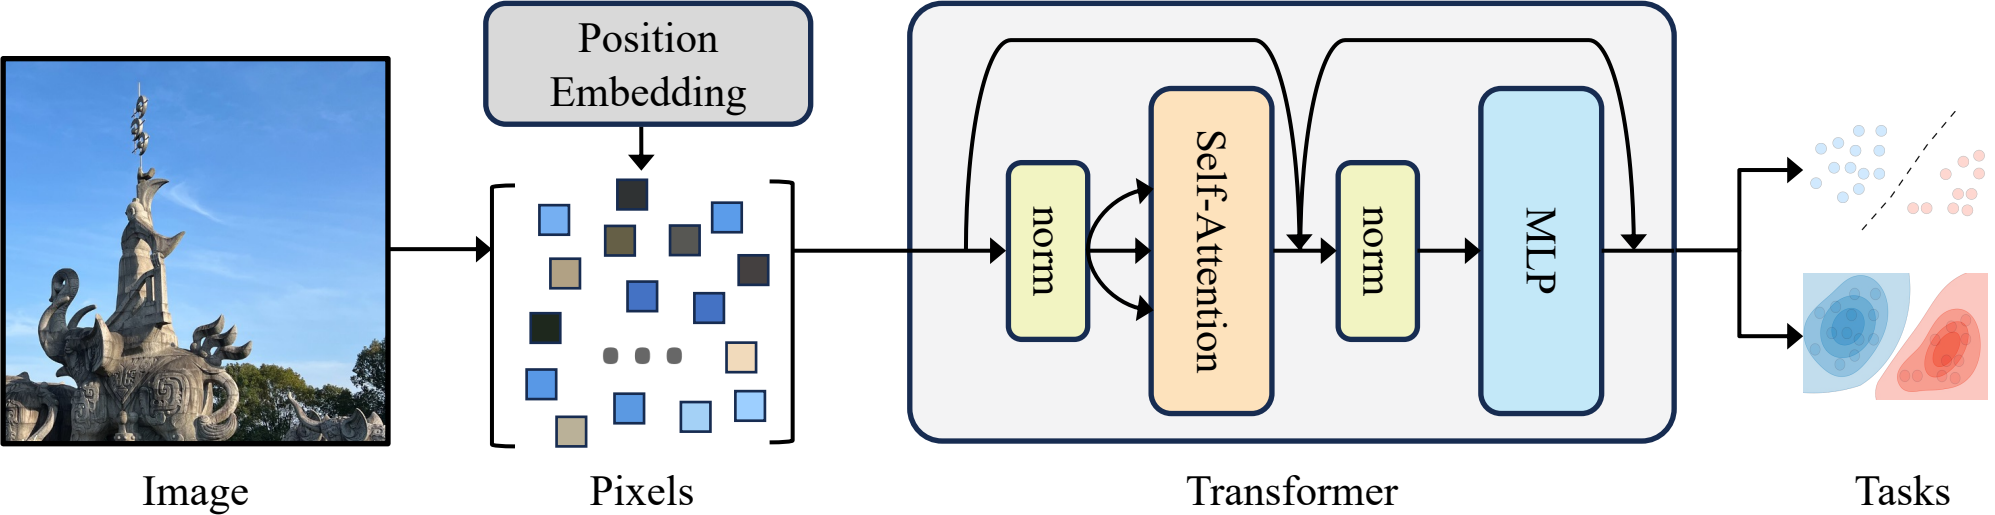 Position
Embedding
norm
Self-Attention
norm
MLP
Image
Pixels
Transformer
Tasks